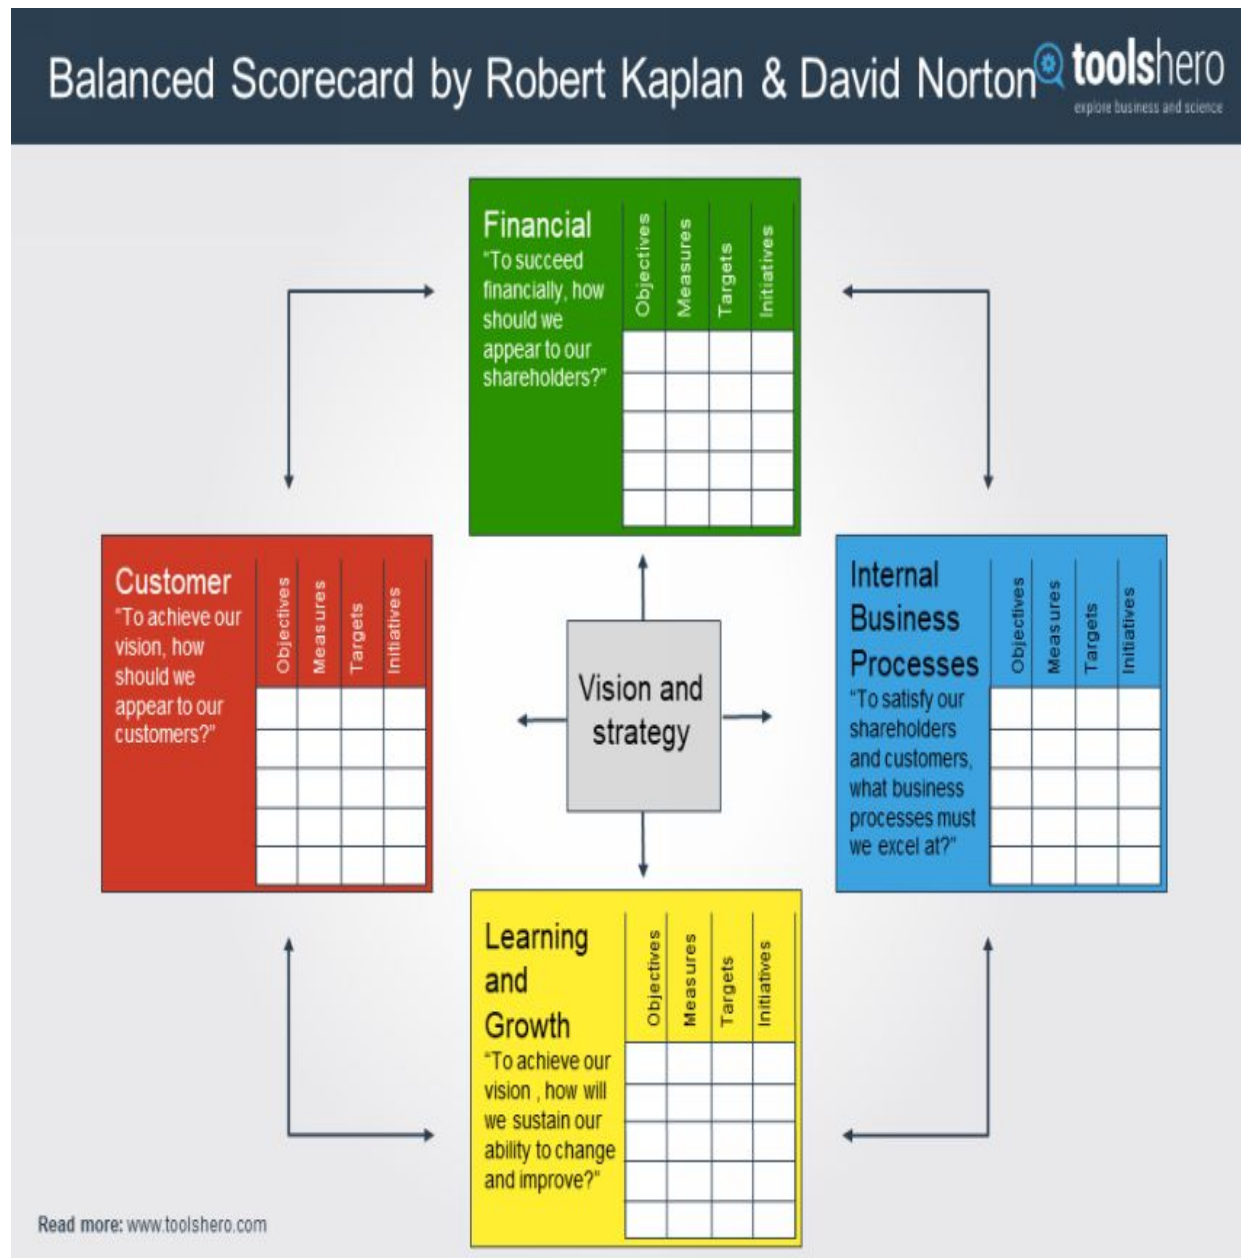 Balanced Scorecard by Robert Kaplan & David Norton
toolshero
explore business and science
Financial
"To succeed
financially, how
should we
appear to our
shareholders?"
Objectives
Measures
Targets
Initiatives
Customer
"To achieve our
vision, how
should we
appear to our
customers?"
Objectives
Measures
Targets
Initiatives
Vision and
strategy
Internal
Business
Processes
"To satisfy our
shareholders
and customers,
what business
processes must
we excel at?"
Objectives
Measures
Targets
Initiatives
Learning
and
Growth
"To achieve our
vision , how will
we sustain our
ability to change
and improve?"
Objectives
Measures
Targets
Initiatives
Read more: www.toolshero.com